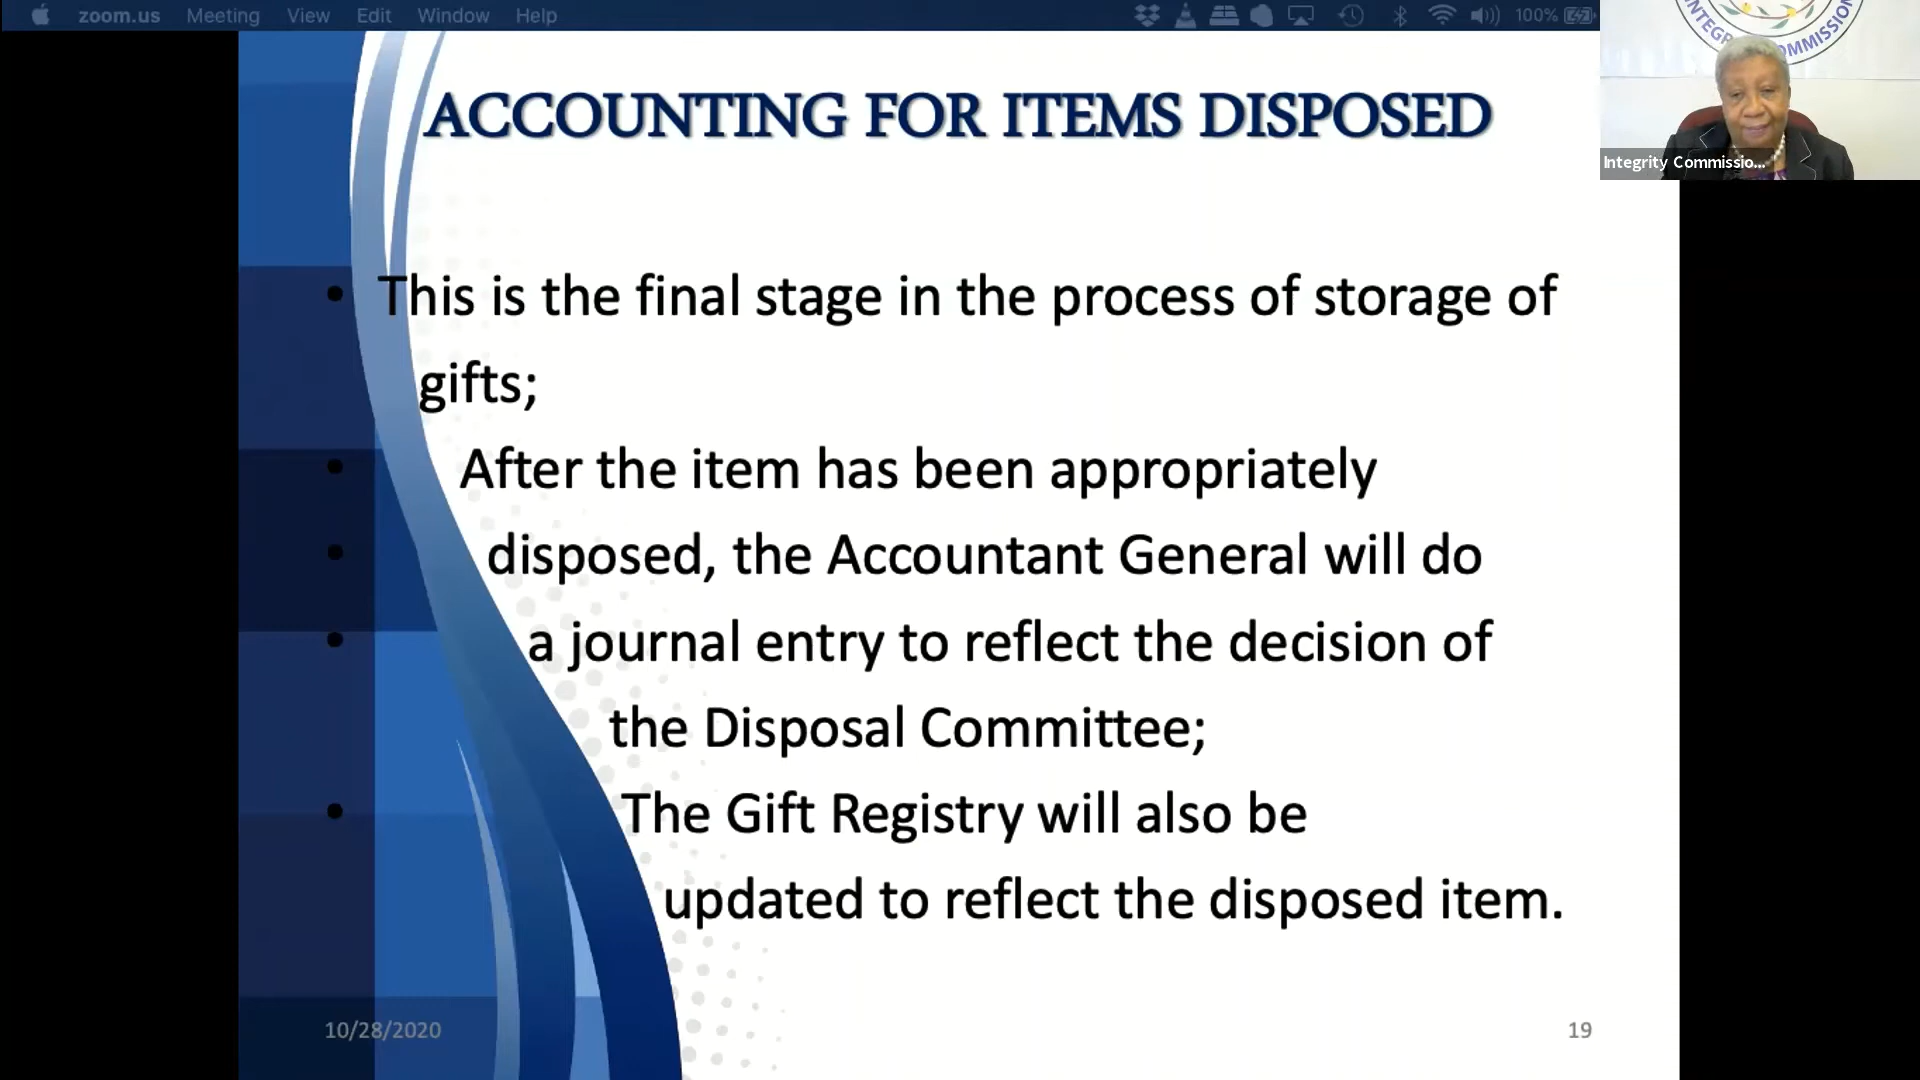 zoom.us Meeting View Edit Window Help 100%
COMMISSION
Integrity Commissio...
ACCOUNTING FOR ITEMS DISPOSED
• This is the final stage in the process of storage of
gifts;
• After the item has been appropriately
• disposed, the Accountant General will do
• a journal entry to reflect the decision of
the Disposal Committee;
• The Gift Registry will also be
updated to reflect the disposed item.
10/28/2020
19